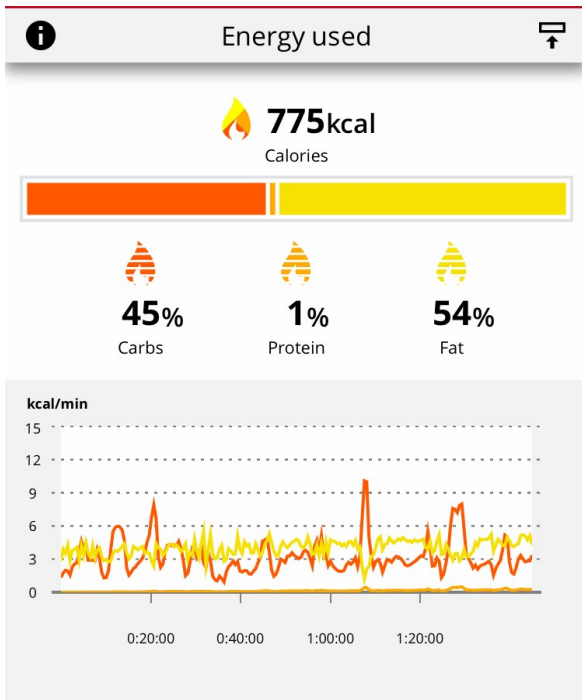 Energy used
775kcal
Calories
45% 1% 54%
Carbs Protein Fat
kcal/min
15
12
9
6
3
0
0:20:00 0:40:00 1:00:00 1:20:00